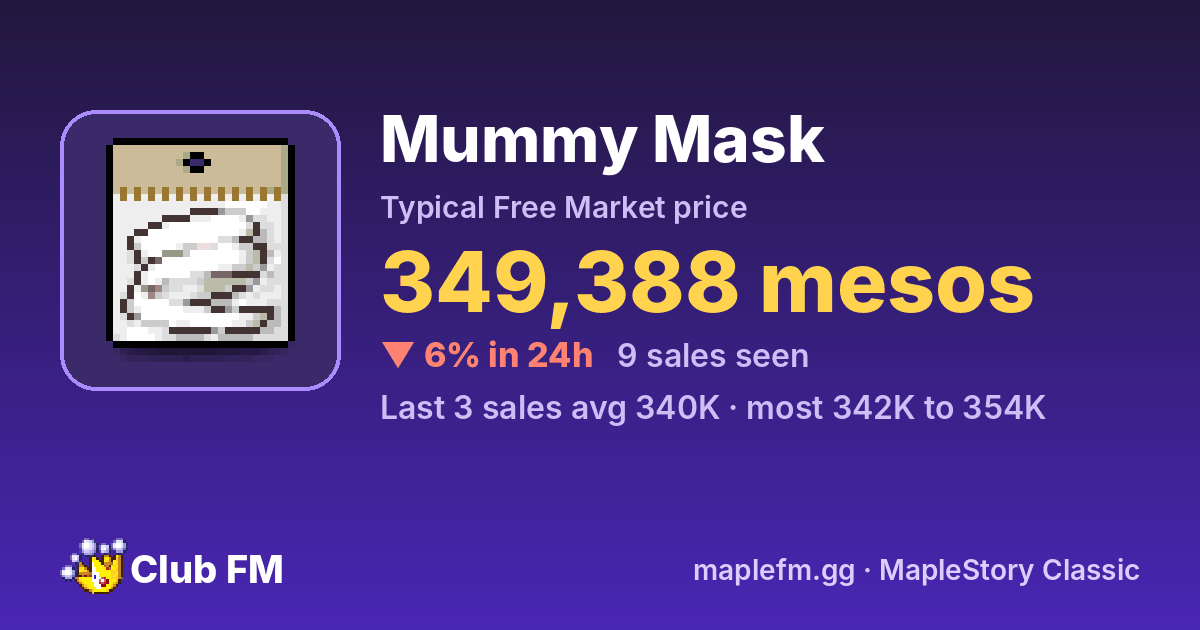 Mummy Mask
Typical Free Market price
349,388 mesos
▼ 6% in 24h 9 sales seen
Last 3 sales avg 340K · most 342K to 354K
Club FM
maplefm.gg · MapleStory Classic